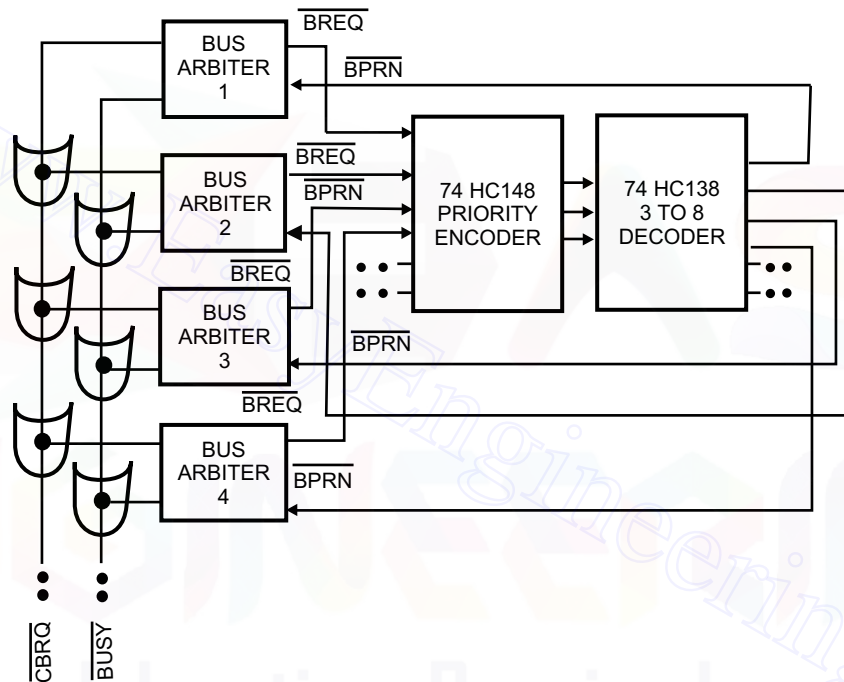 BREQ
BUS
ARBITER
1
BPRN
BREQ
BUS
ARBITER
2
BPRN
74 HC148
PRIORITY
ENCODER
74 HC138
3 TO 8
DECODER
BREQ
BUS
ARBITER
3
BPRN
BREQ
BUS
ARBITER
4
BPRN
CBRQ
BUSY